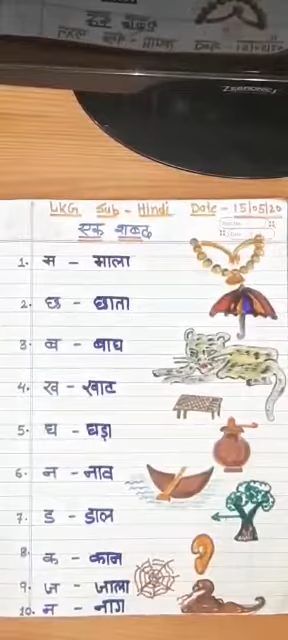 LKG Sub - Hindi Date - 15/05/20
एक शब्द
1. म - माला
2. छ - छाता
3. ब - बाघ
4. ख - खाट
5. घ - घड़ा
6. न - नाव
7. ड - डाल
8. क - कान
9. ज - जाला
10. न - नाग